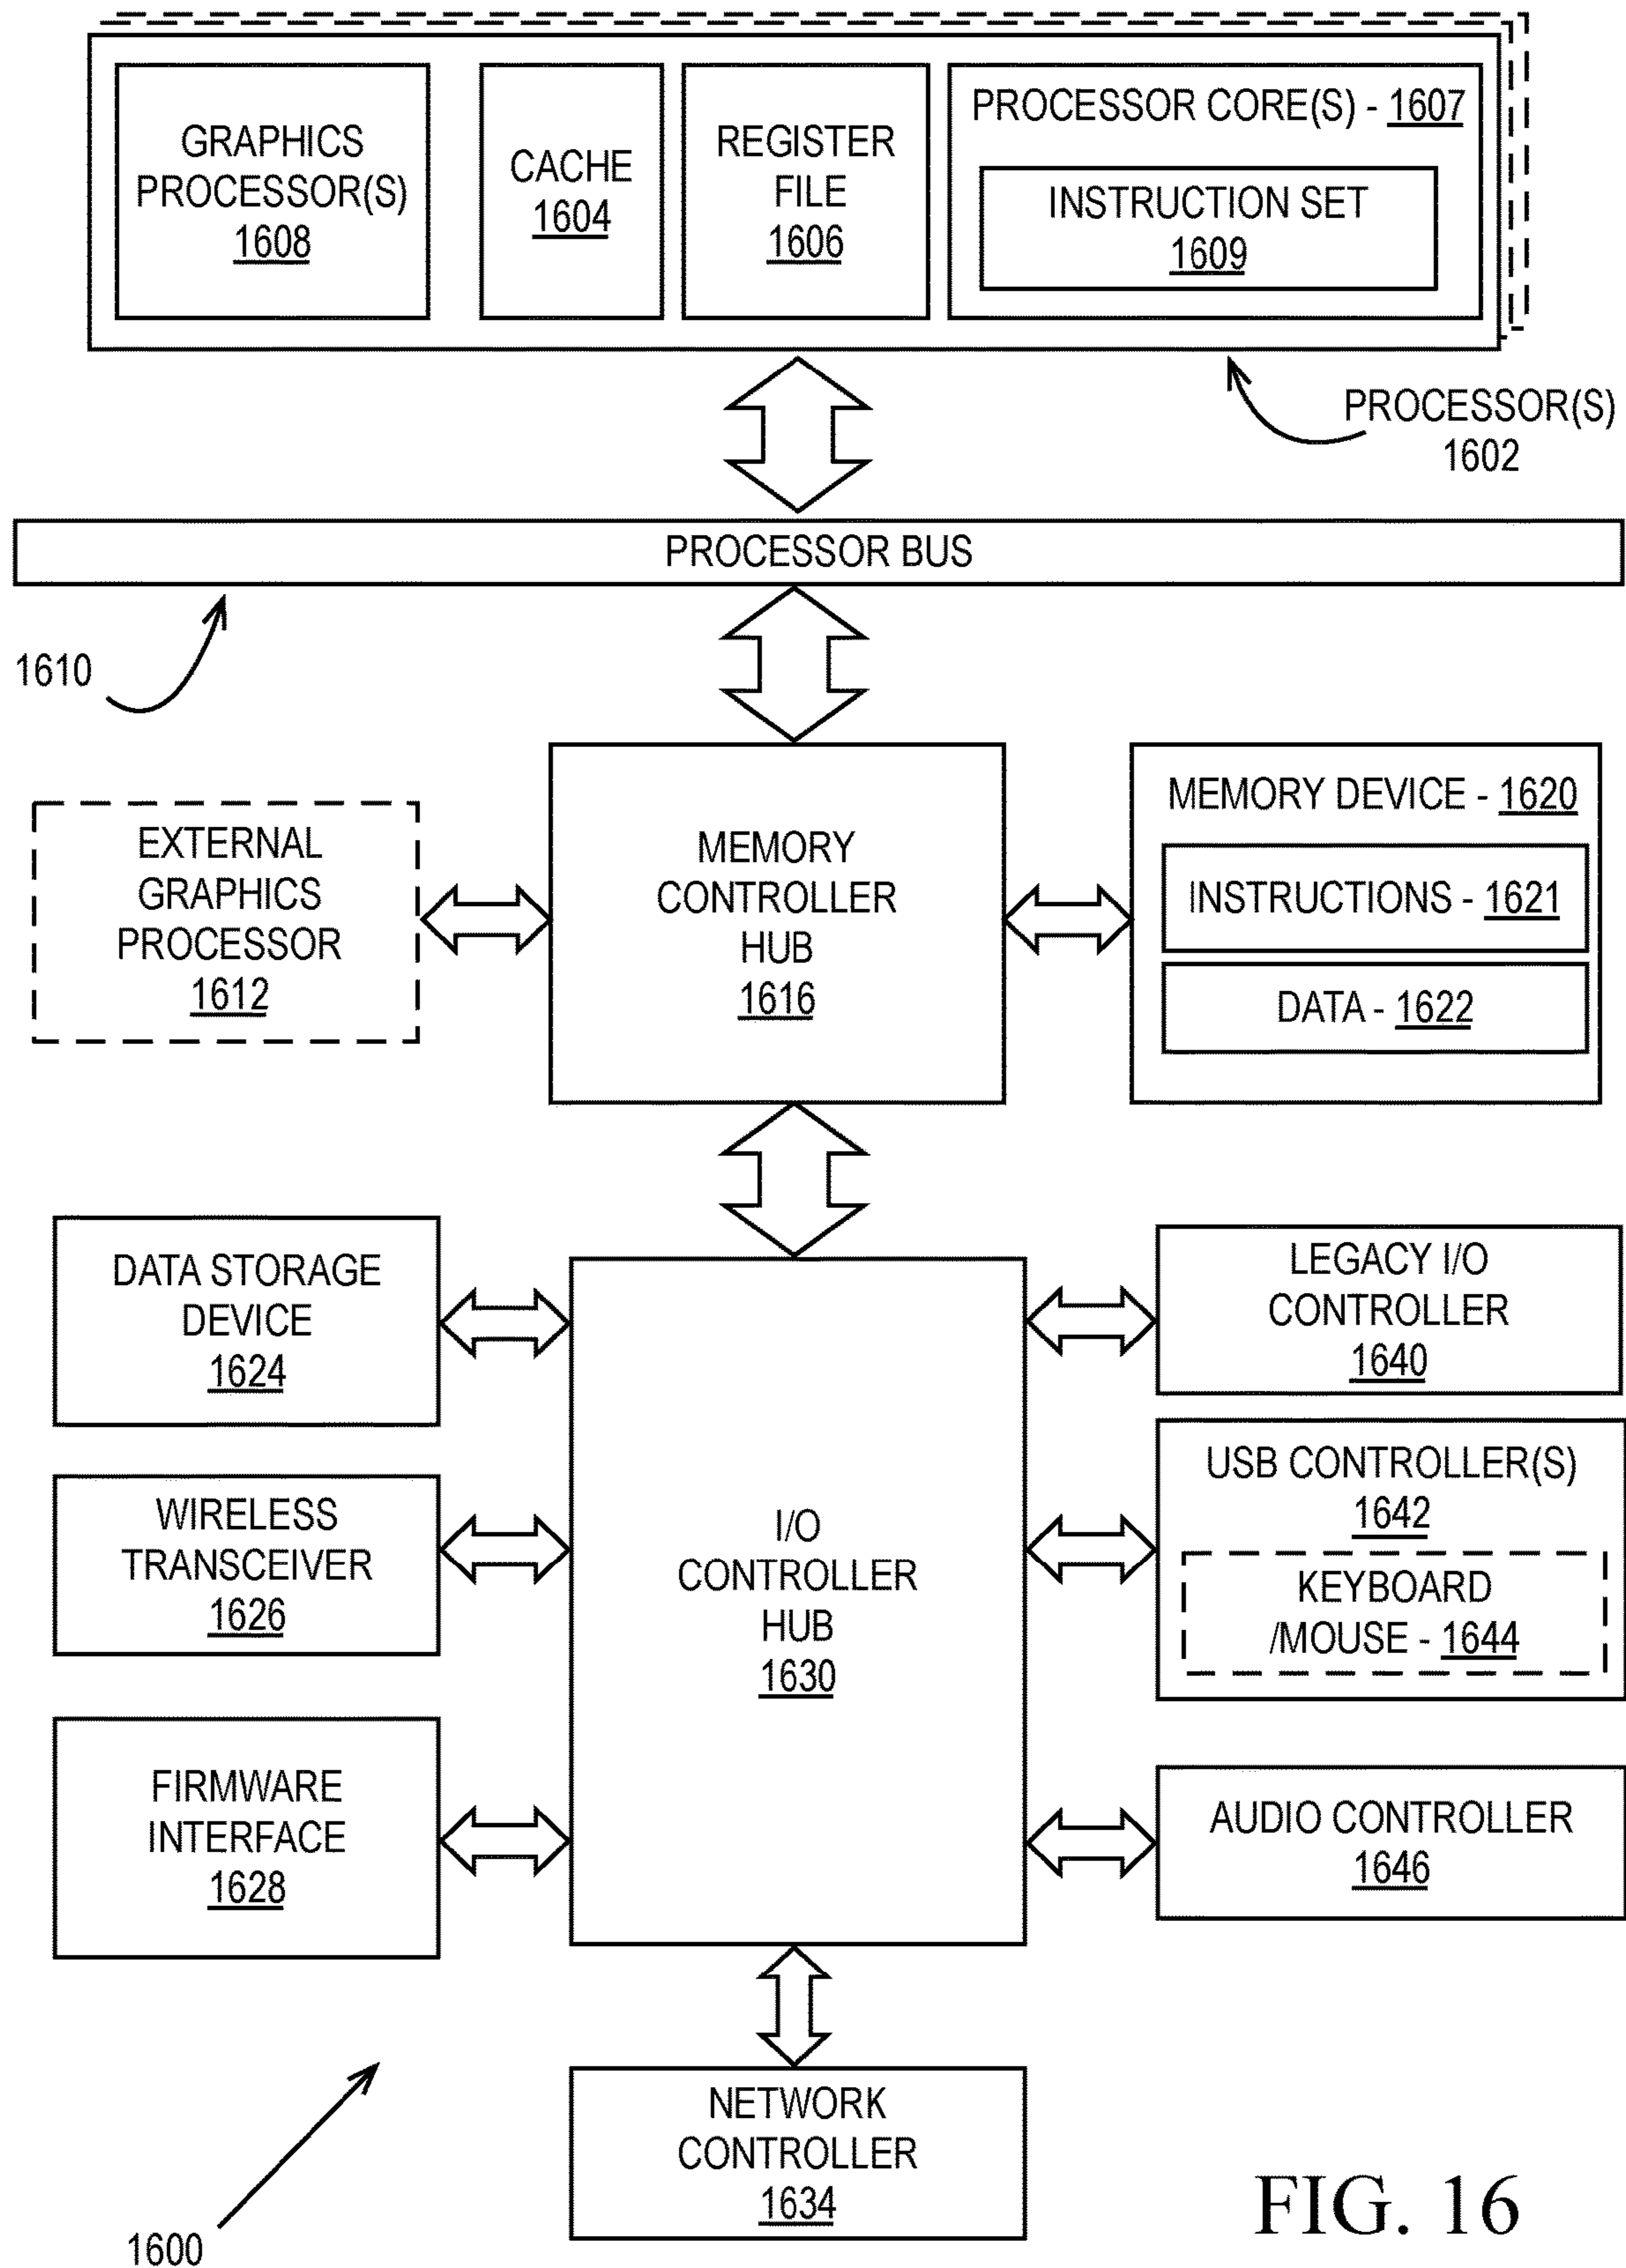 GRAPHICS
PROCESSOR(S)
1608
CACHE
1604
REGISTER
FILE
1606
PROCESSOR CORE(S) - 1607
INSTRUCTION SET
1609
PROCESSOR(S)
1602
PROCESSOR BUS
1610
EXTERNAL
GRAPHICS
PROCESSOR
1612
MEMORY
CONTROLLER
HUB
1616
MEMORY DEVICE - 1620
INSTRUCTIONS - 1621
DATA - 1622
DATA STORAGE
DEVICE
1624
WIRELESS
TRANSCEIVER
1626
FIRMWARE
INTERFACE
1628
I/O
CONTROLLER
HUB
1630
LEGACY I/O
CONTROLLER
1640
USB CONTROLLER(S)
1642
KEYBOARD
/MOUSE - 1644
AUDIO CONTROLLER
1646
NETWORK
CONTROLLER
1634
1600
FIG. 16